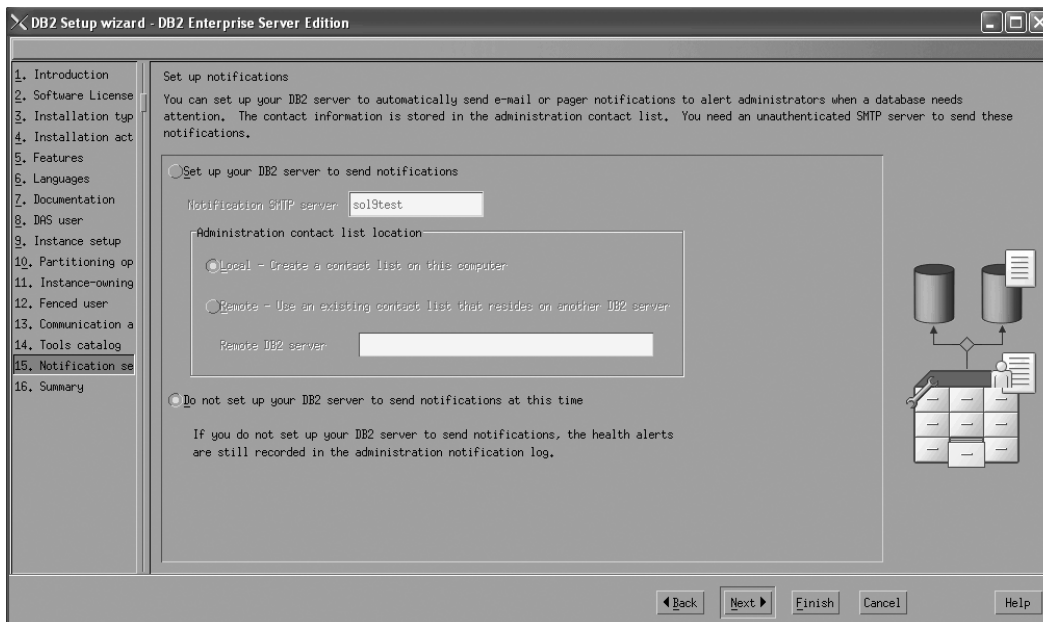 DB2 Setup wizard - DB2 Enterprise Server Edition
1. Introduction
2. Software License
3. Installation typ
4. Installation act
5. Features
6. Languages
7. Documentation
8. DAS user
9. Instance setup
10. Partitioning op
11. Instance-owning
12. Fenced user
13. Communication a
14. Tools catalog
15. Notification se
16. Summary
Set up notifications
You can set up your DB2 server to automatically send e-mail or pager notifications to alert administrators when a database needs
attention. The contact information is stored in the administration contact list. You need an unauthenticated SMTP server to send these
notifications.
Set up your DB2 server to send notifications
Notification SMTP server sol9test
Administration contact list location
Local - Create a contact list on this computer
Remote - Use an existing contact list that resides on another DB2 server
Remote DB2 server
Do not set up your DB2 server to send notifications at this time
If you do not set up your DB2 server to send notifications, the health alerts
are still recorded in the administration notification log.
Back Next Finish Cancel Help